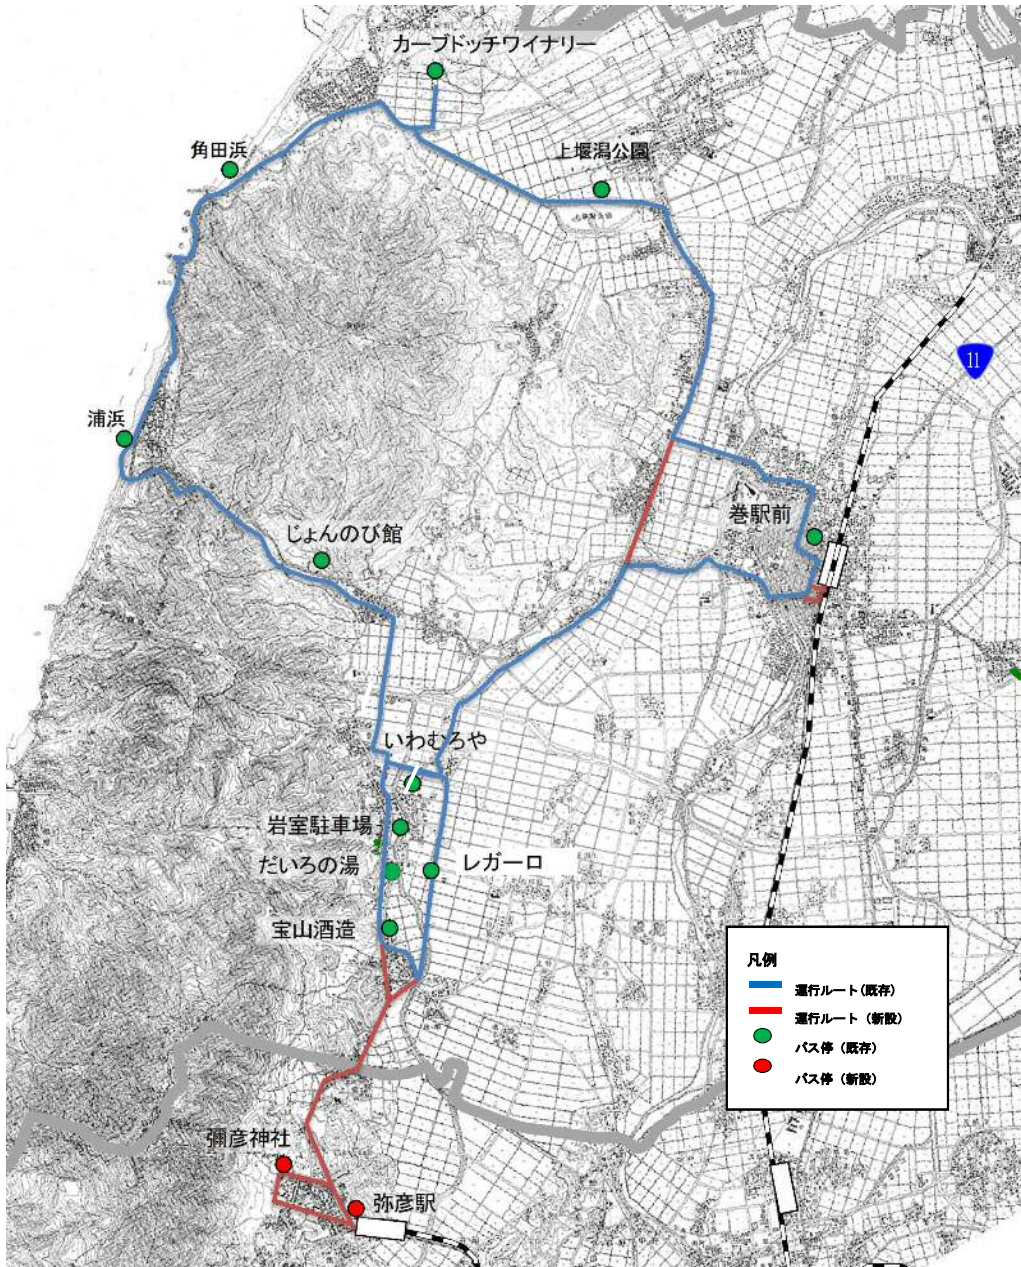 カーブドッチワイナリー
角田浜
上堰潟公園
11
浦浜
巻駅前
じょんのび館
いわむろや
岩室駐車場
だいろの湯
レガーロ
宝山酒造
凡例
運行ルート(既存)
運行ルート（新設）
バス停（既存）
バス停（新設）
彌彦神社
弥彦駅